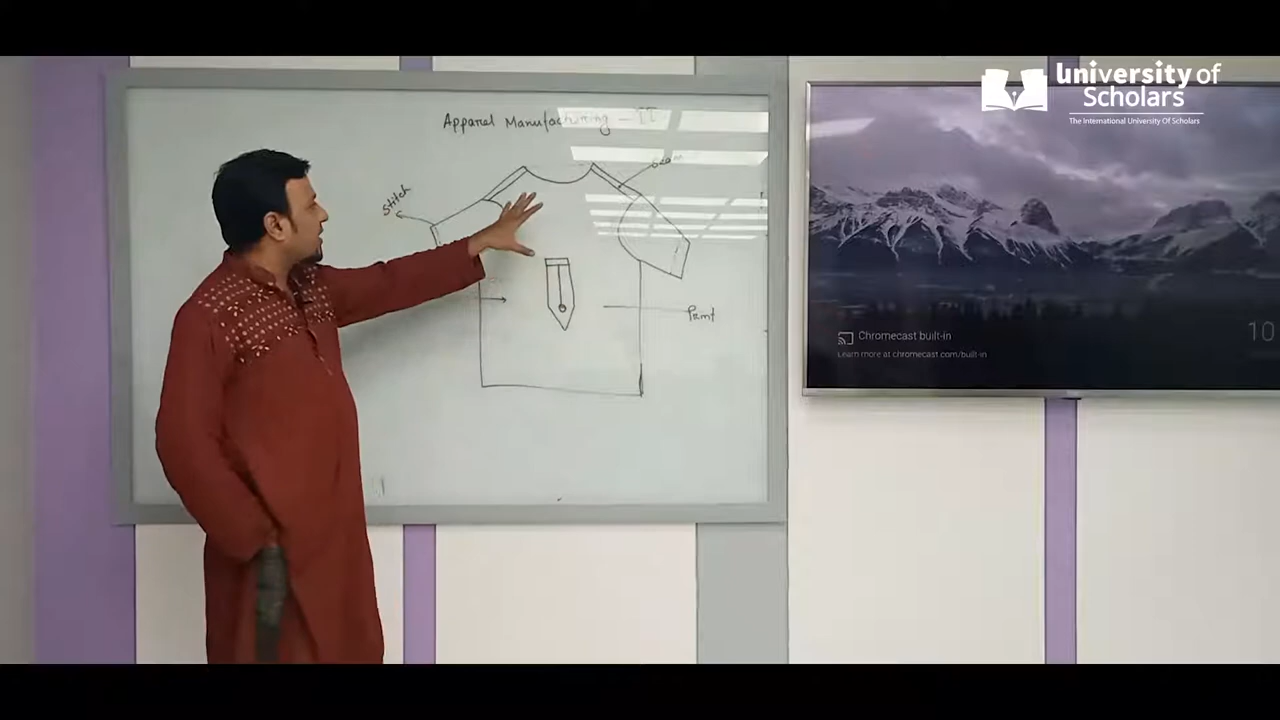 University of
Scholars
The International University Of Scholars
Apparel Manufacturing - II
Seam
Stitch
Print
Chromecast built-in
Learn more at chromecast.com/built-in
10